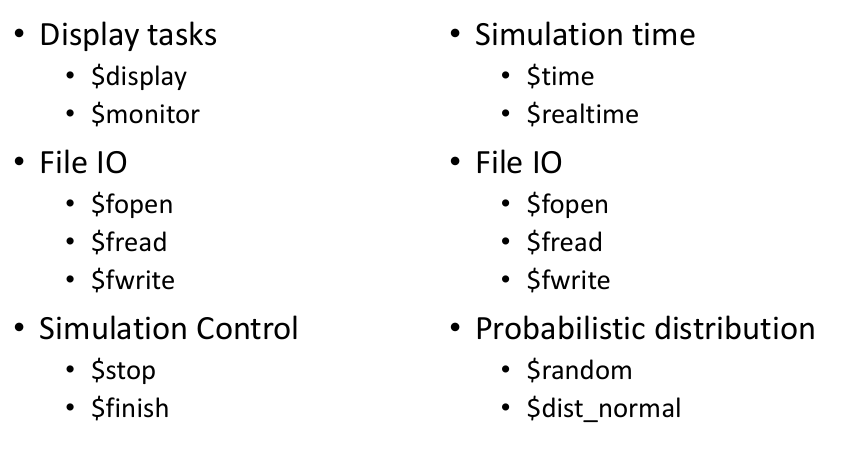 • Display tasks
• $display
• $monitor
• File IO
• $fopen
• $fread
• $fwrite
• Simulation Control
• $stop
• $finish
• Simulation time
• $time
• $realtime
• File IO
• $fopen
• $fread
• $fwrite
• Probabilistic distribution
• $random
• $dist_normal